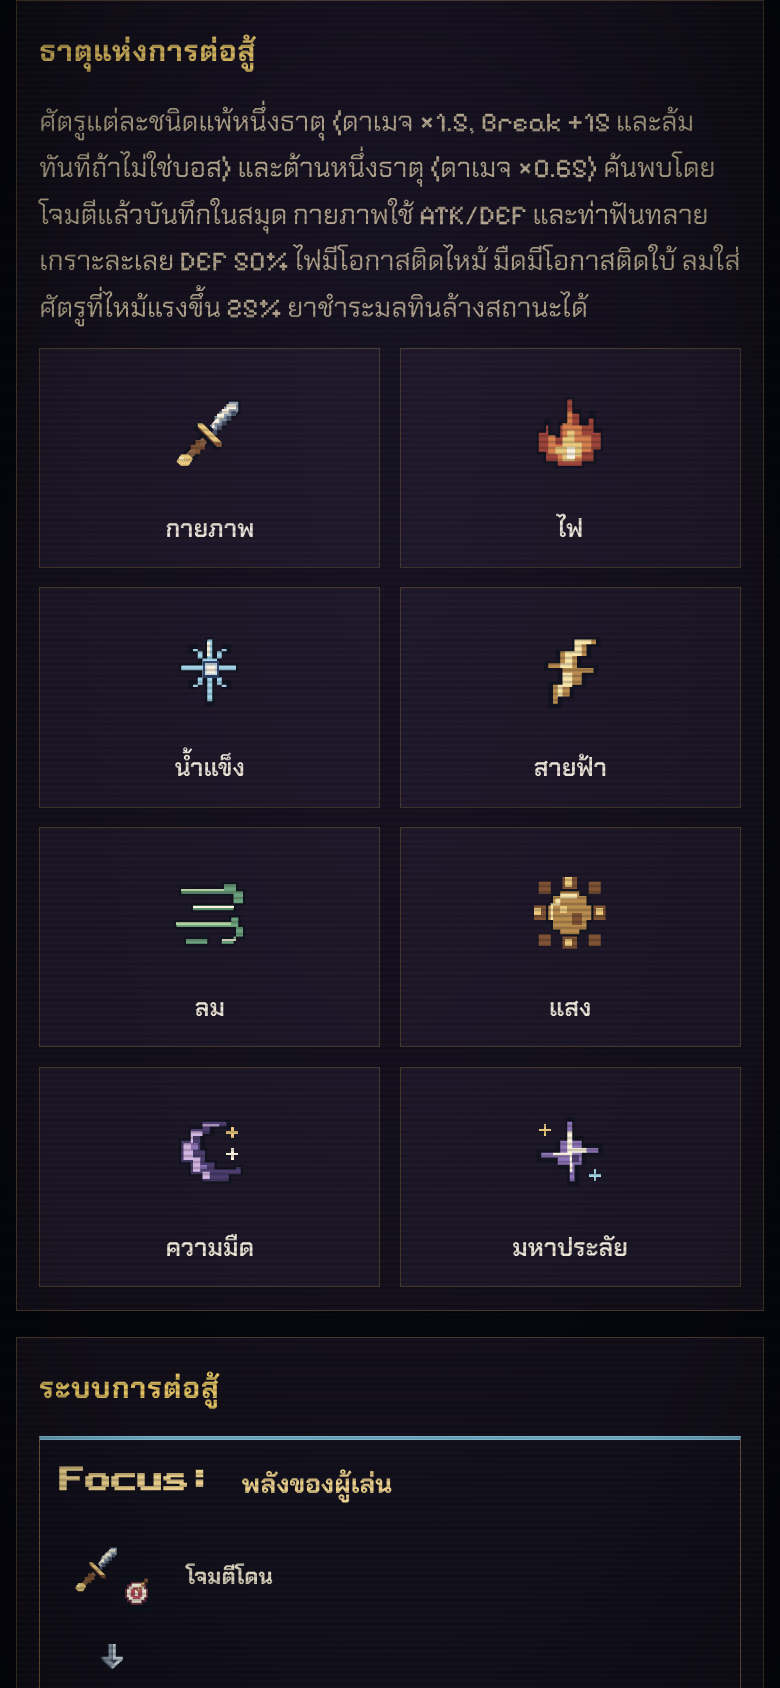 ธาตุแห่งการต่อสู้
ศัตรูแต่ละชนิดแพ้หนึ่งธาตุ (ดาเมจ ×1.5, Break +15 และล้ม
ทันทีถ้าไม่ใช่บอส) และต้านหนึ่งธาตุ (ดาเมจ ×0.65) ค้นพบโดย
โจมตีแล้วบันทึกในสมุด กายภาพใช้ ATK/DEF และท่าฟันทลาย
เกราะละเลย DEF 50% ไฟมีโอกาสติดไหม้ มืดมีโอกาสติดใบ้ ลมใส่
ศัตรูที่ไหม้แรงขึ้น 25% ยาชำระมลทินล้างสถานะได้
กายภาพ
ไฟ
น้ำแข็ง
สายฟ้า
ลม
แสง
ความมืด
มหาประลัย
ระบบการต่อสู้
Focus: พลังของผู้เล่น
โจมตีโดน